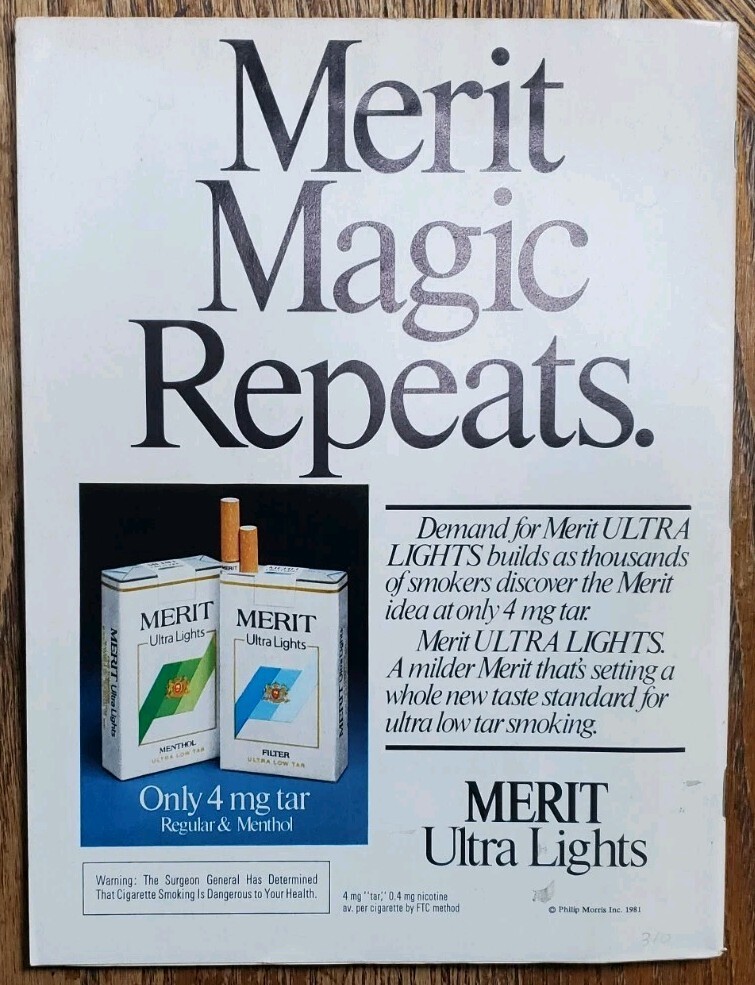 Merit
Magic
Repeats.
Demand for Merit ULTRA
LIGHTS builds as thousands
of smokers discover the Merit
idea at only 4 mg tar.
Merit ULTRA LIGHTS.
A milder Merit that's setting a
whole new taste standard for
ultra low tar smoking.
MERIT
Ultra Lights
MENTHOL
ULTRA LOW TAR
MERIT Ultra Lights
MERIT
Ultra Lights
FILTER
ULTRA LOW TAR
MERIT Ultra Lights
MERIT
Only 4 mg tar
Regular & Menthol
MERIT
Ultra Lights
Warning: The Surgeon General Has Determined
That Cigarette Smoking Is Dangerous to Your Health.
4 mg "tar," 0.4 mg nicotine
av. per cigarette by FTC method
© Philip Morris Inc. 1981